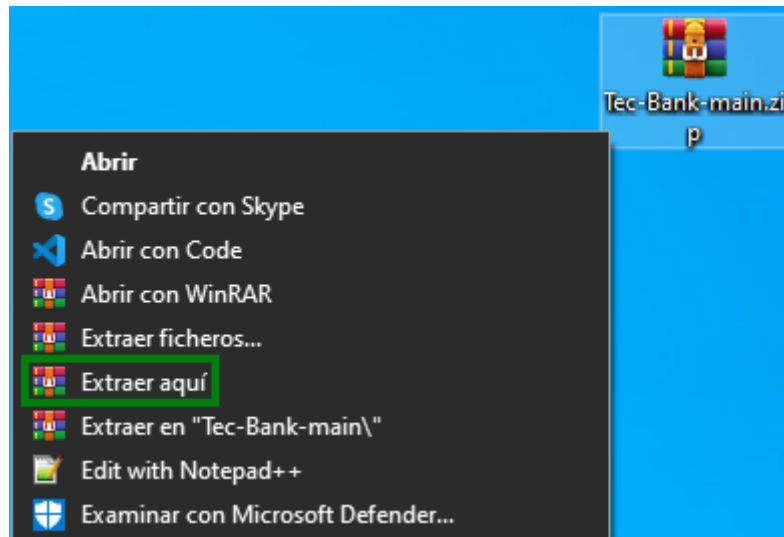 Tec-Bank-main.zi
p
Abrir
Compartir con Skype
Abrir con Code
Abrir con WinRAR
Extraer ficheros...
Extraer aquí
Extraer en "Tec-Bank-main\"
Edit with Notepad++
Examinar con Microsoft Defender...